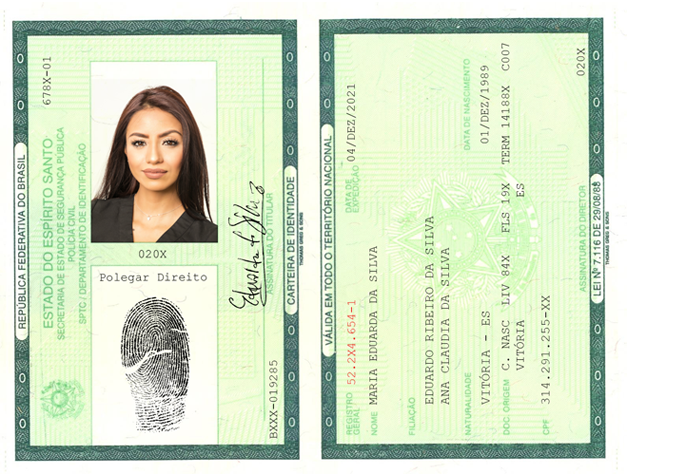 REPÚBLICA FEDERATIVA DO BRASIL
ESTADO DO ESPÍRITO SANTO
SECRETARIA DE ESTADO DE SEGURANÇA PÚBLICA
POLÍCIA CIVIL
SPTC /DEPARTAMENTO DE IDENTIFICAÇÃO
678X-01
020X
Polegar Direito
ASSINATURA DO TITULAR
BXXX-019285
CARTEIRA DE IDENTIDADE
THOMAS GREG & SONS
VÁLIDA EM TODO O TERRITÓRIO NACIONAL
REGISTRO GERAL 52.2X4.654-1
DATA DE EXPEDIÇÃO 04/DEZ/2021
NOME MARIA EDUARDA DA SILVA
FILIAÇÃO
EDUARDO RIBEIRO DA SILVA
ANA CLAUDIA DA SILVA
NATURALIDADE
DATA DE NASCIMENTO
VITÓRIA - ES
01/DEZ/1989
DOC ORIGEM C. NASC LIV 84X FLS 19X TERM 14188X C007
VITÓRIA ES
CPF 314.291.255-XX
020X
ASSINATURA DO DIRETOR
LEI Nº 7.116 DE 29/08/83
THOMAS GREG & SONS